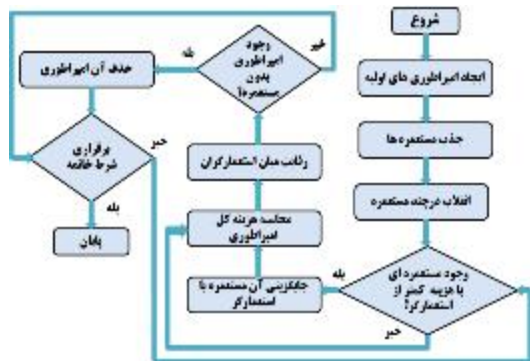 شروع
ایجاد امپراطوری های اولیه
جذب مستعمره ها
انقلاب درچند مستعمره
وجود مستعمره ای
با هزینه کمتر از
استعمارگر؟
بله
خیر
جایگزینی آن مستعمره با
استعمارگر
محاسبه هزینه کل
امپراطوری
رقابت میان استعمارگران
وجود
امپراطوری
بدون
مستعمره؟
بله
خیر
حذف آن امپراطوری
برقراری
شرط خاتمه
خیر
بله
پایان